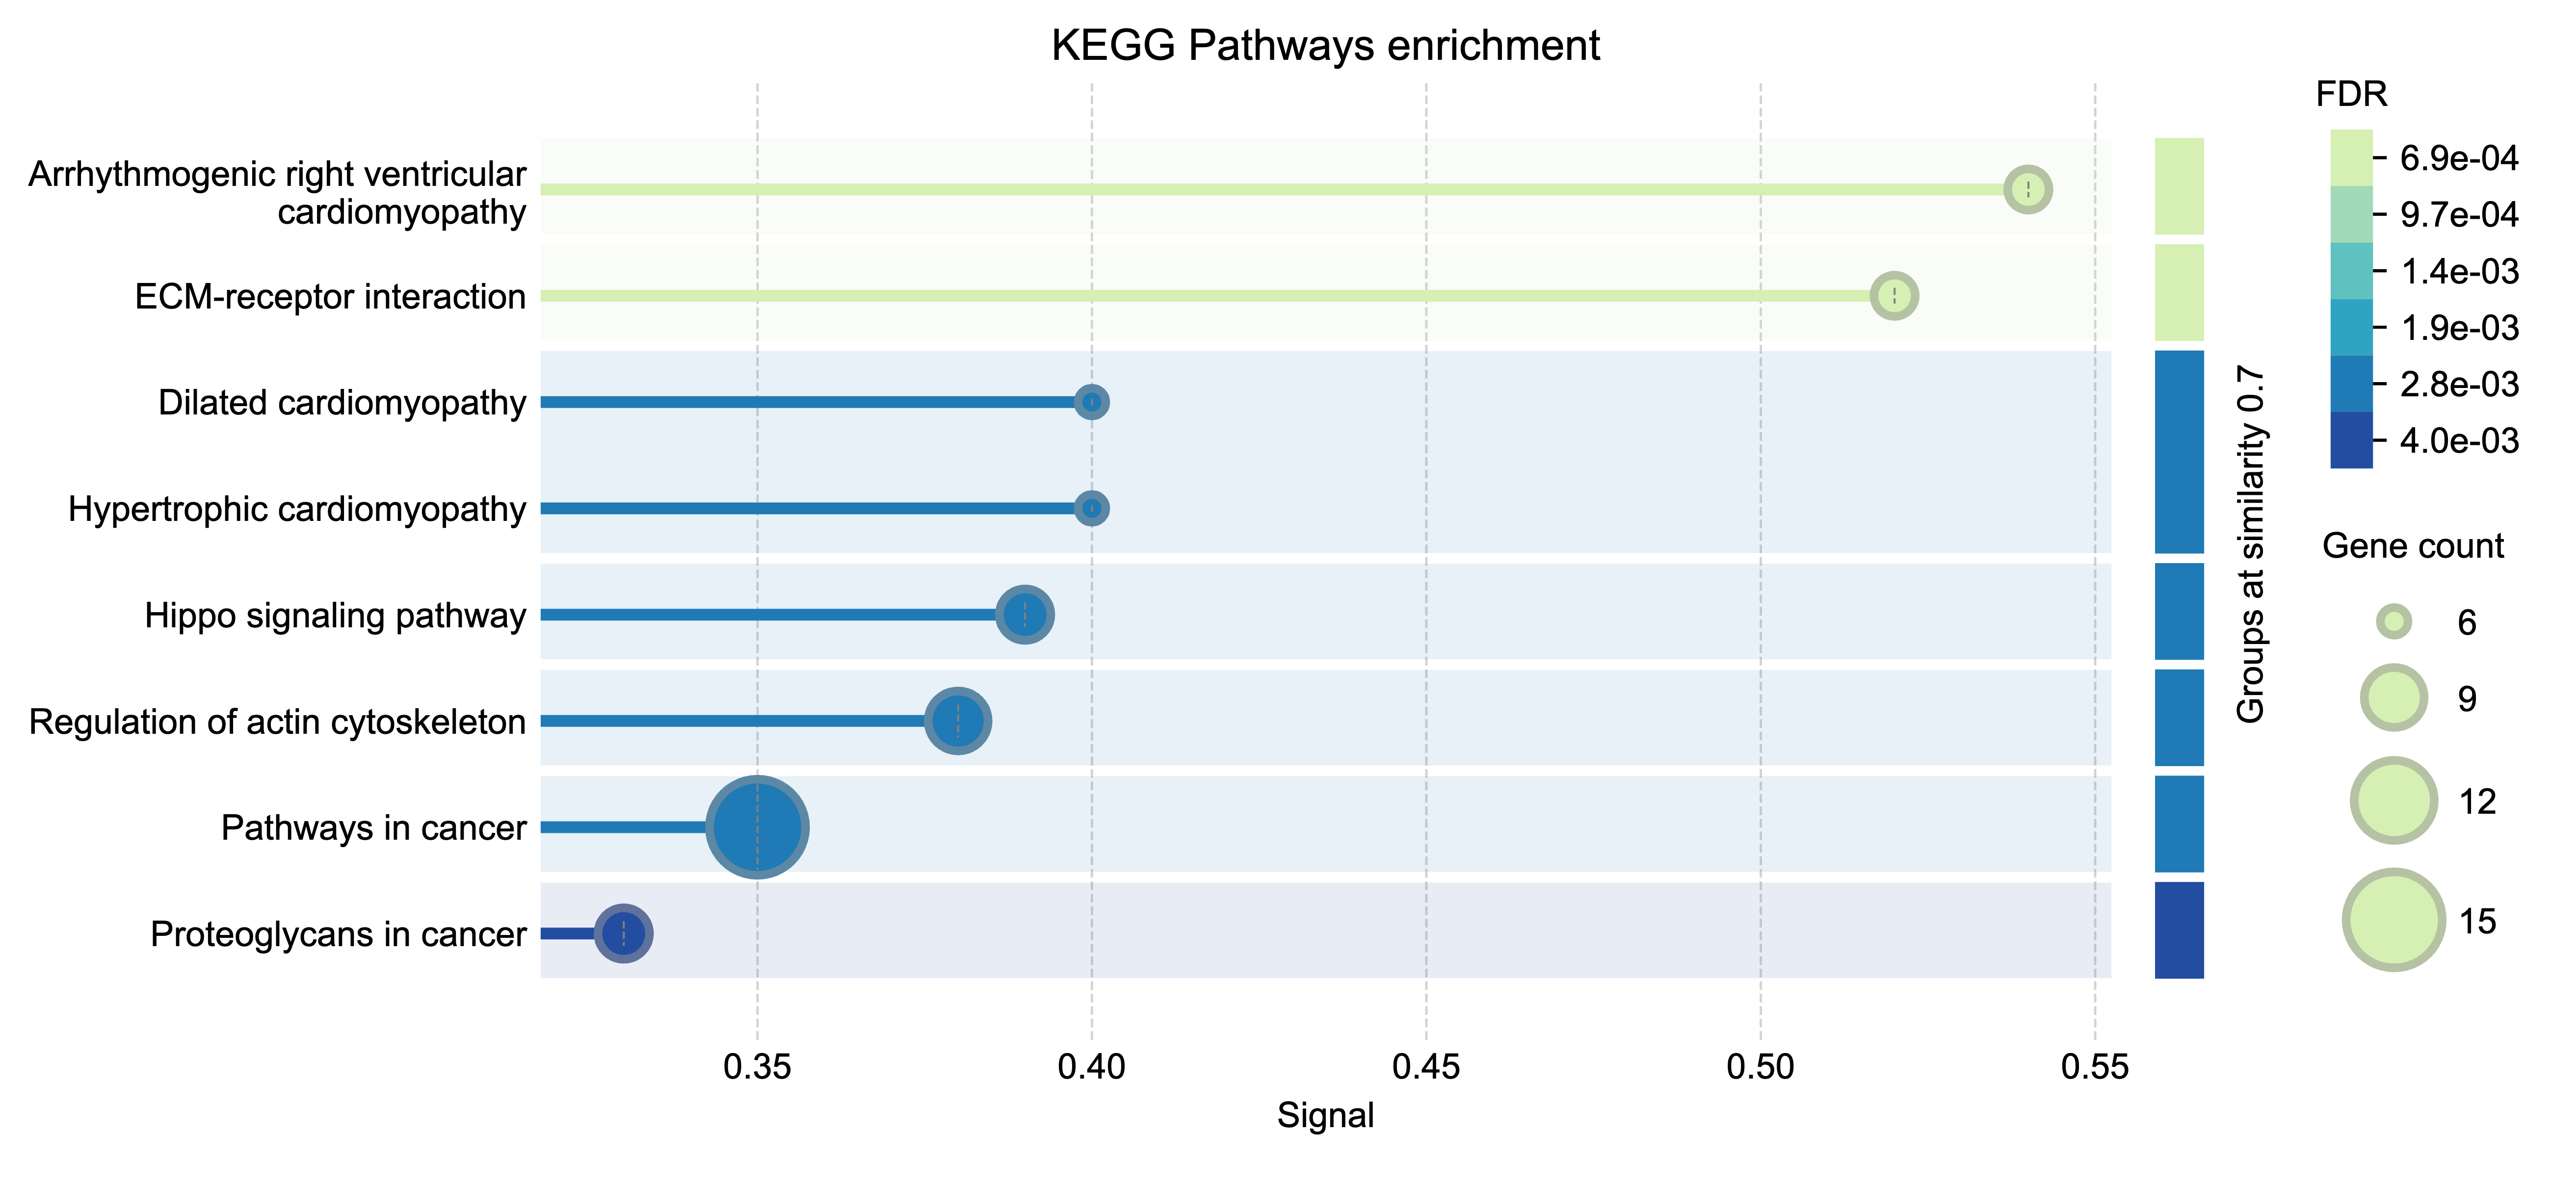 KEGG Pathways enrichment
Arrhythmogenic right ventricular
cardiomyopathy
ECM-receptor interaction
Dilated cardiomyopathy
Hypertrophic cardiomyopathy
Hippo signaling pathway
Regulation of actin cytoskeleton
Pathways in cancer
Proteoglycans in cancer
0.35
0.40
0.45
0.50
0.55
Signal
Groups at similarity 0.7
FDR
6.9e-04
9.7e-04
1.4e-03
1.9e-03
2.8e-03
4.0e-03
Gene count
6
9
12
15